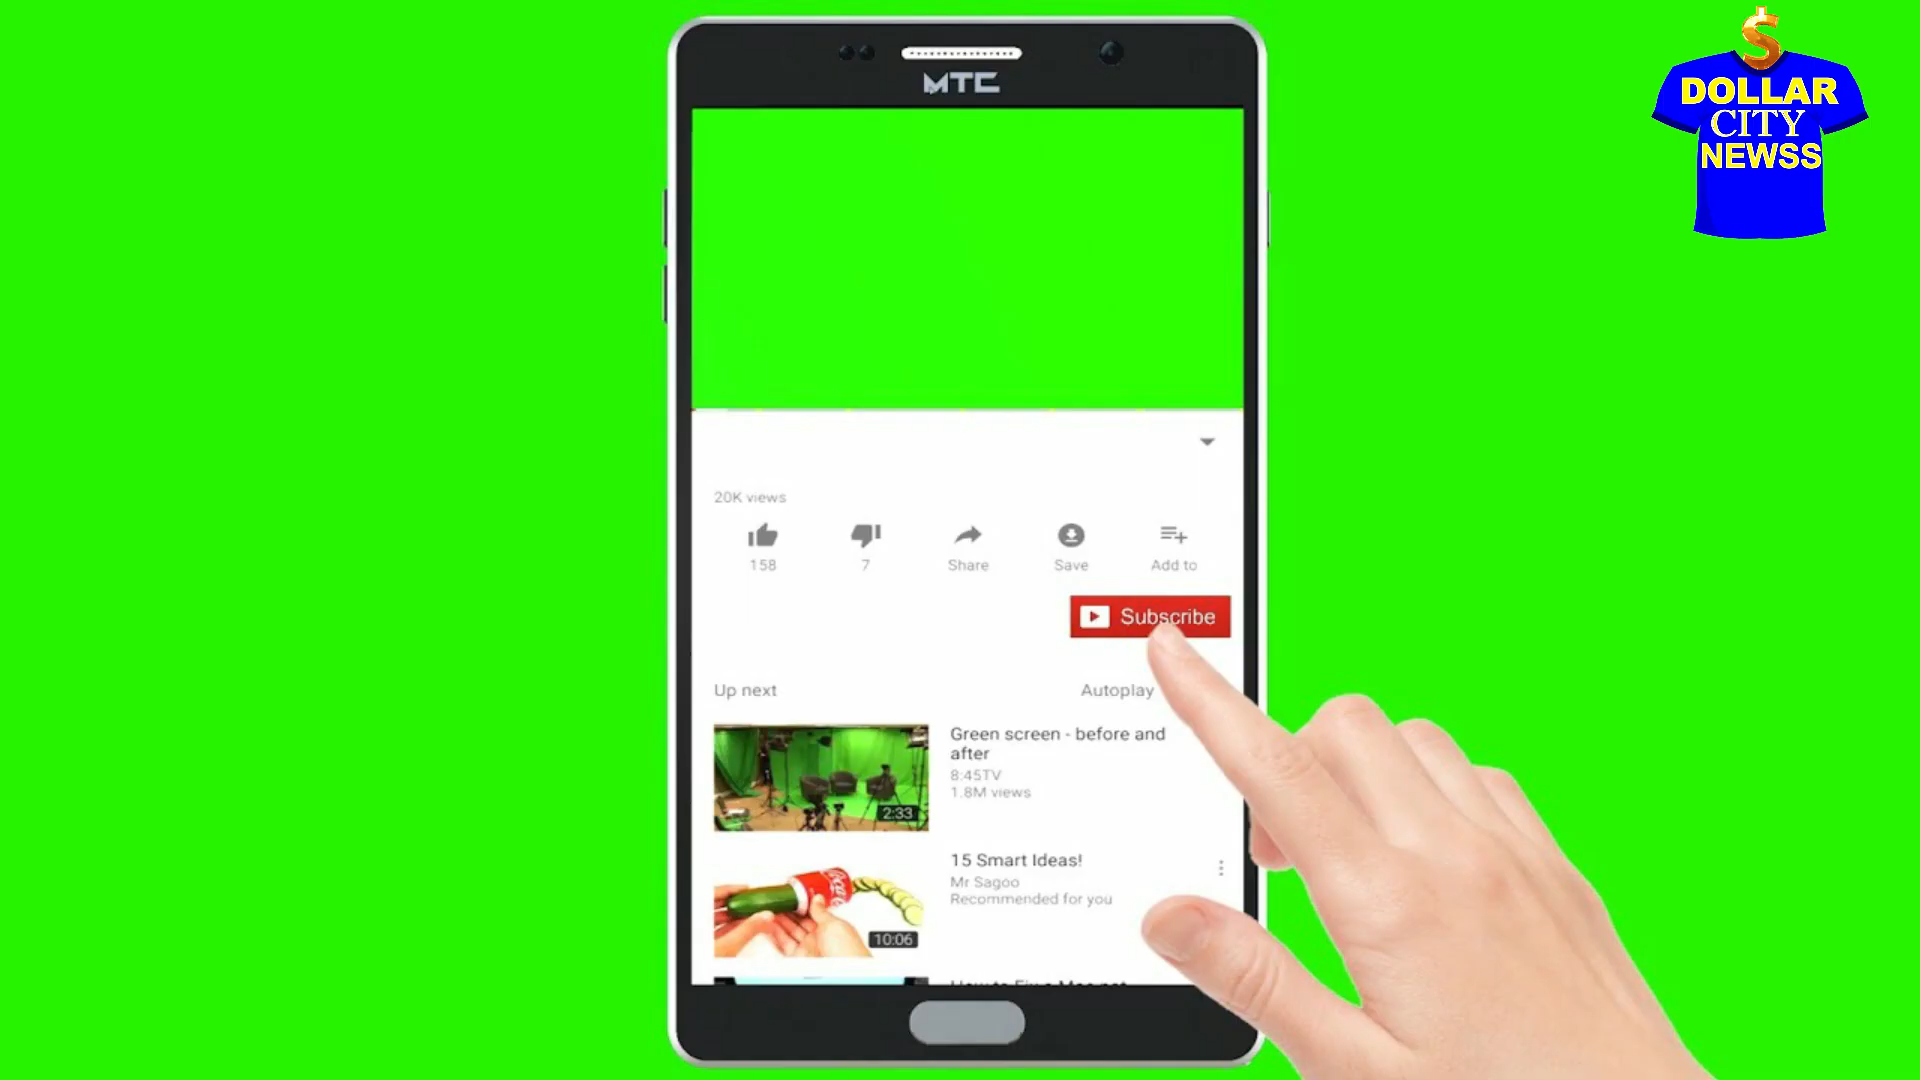 MTC
$
DOLLAR
CITY
NEWSS
20K views
158
7
Share
Save
Add to
Subscribe
Up next
Autoplay
Green screen - before and
after
8:45TV
1.8M views
2:33
15 Smart Ideas!
Mr Sagoo
Recommended for you
10:06